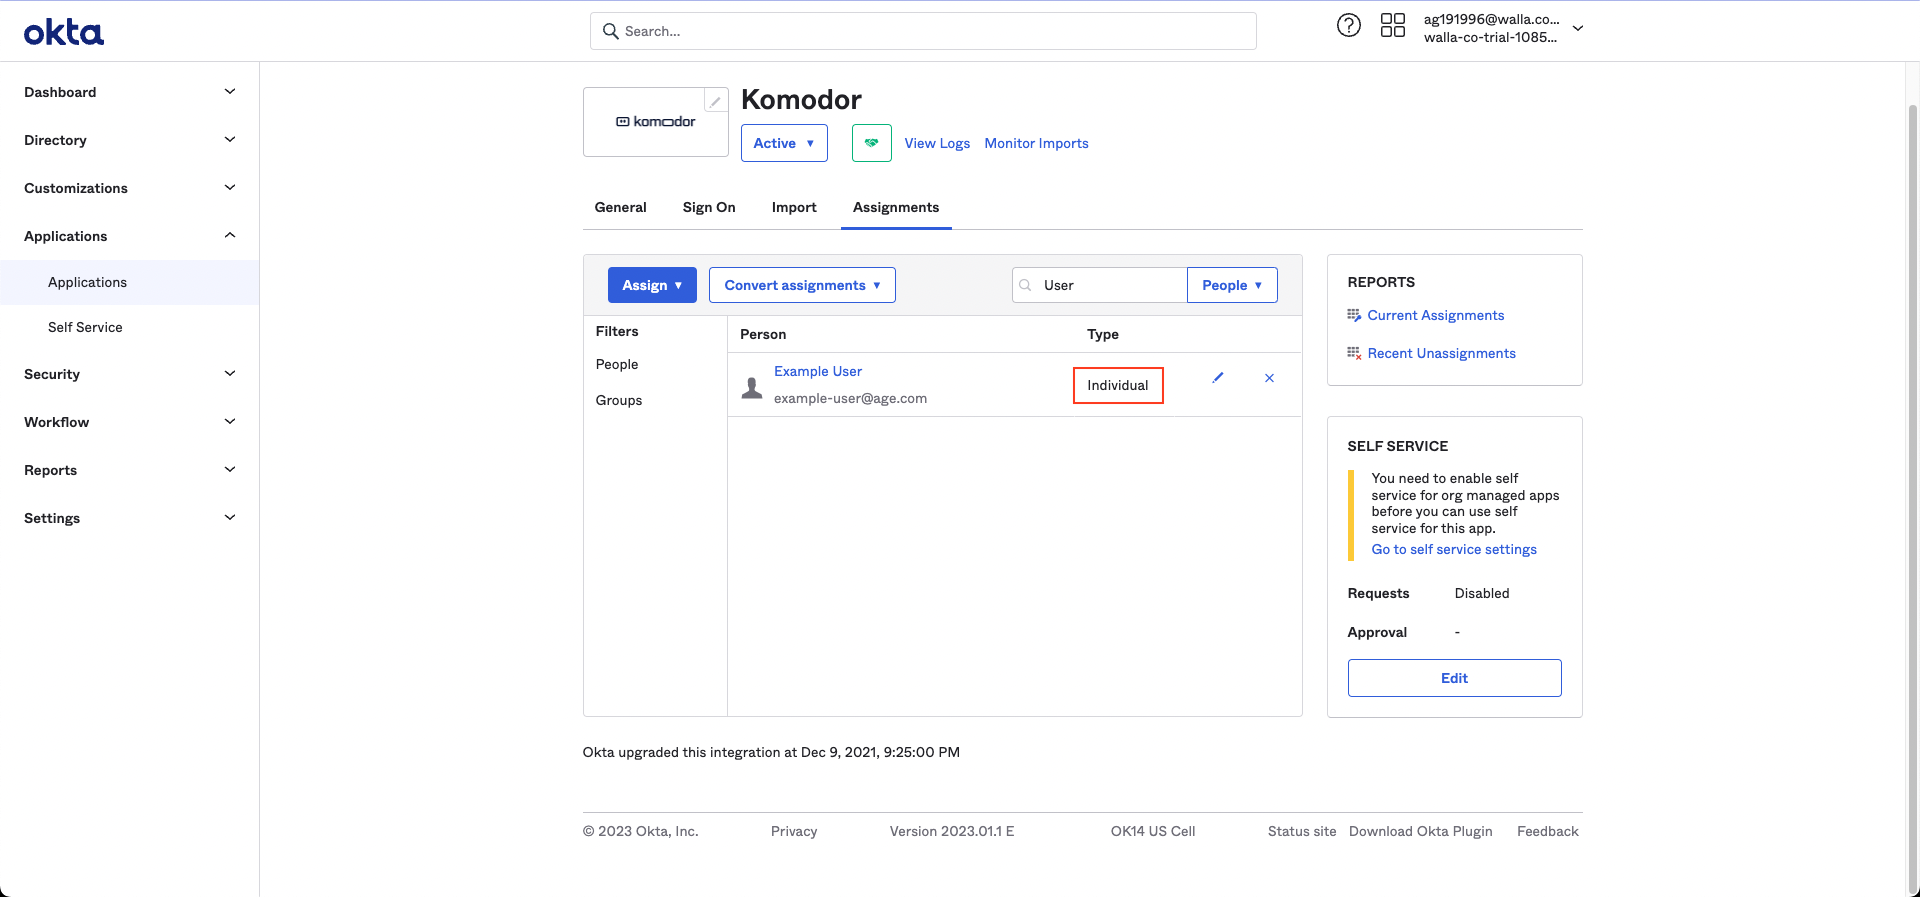 okta
Search...
ag191996@walla.co...
walla-co-trial-1085...
Dashboard
Directory
Customizations
Applications
Applications
Self Service
Security
Workflow
Reports
Settings
komodor
Komodor
Active
View Logs
Monitor Imports
General
Sign On
Import
Assignments
Assign
Convert assignments
User
People
Filters
People
Groups
Person
Type
Example User
example-user@age.com
Individual
REPORTS
Current Assignments
Recent Unassignments
SELF SERVICE
You need to enable self
service for org managed apps
before you can use self
service for this app.
Go to self service settings
Requests
Disabled
Approval
-
Edit
Okta upgraded this integration at Dec 9, 2021, 9:25:00 PM
© 2023 Okta, Inc.
Privacy
Version 2023.01.1 E
OK14 US Cell
Status site
Download Okta Plugin
Feedback